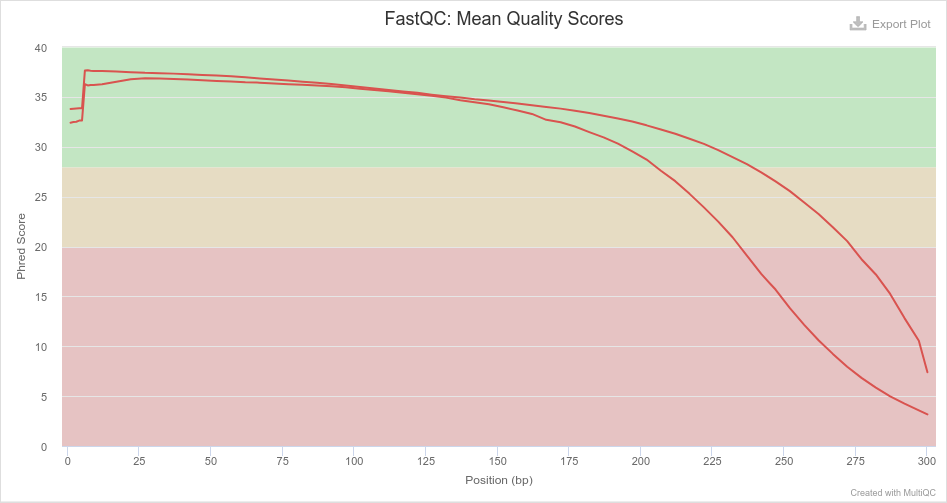 FastQC: Mean Quality Scores
Export Plot
Phred Score
40
35
30
25
20
15
10
5
0
0 25 50 75 100 125 150 175 200 225 250 275 300
Position (bp)
Created with MultiQC